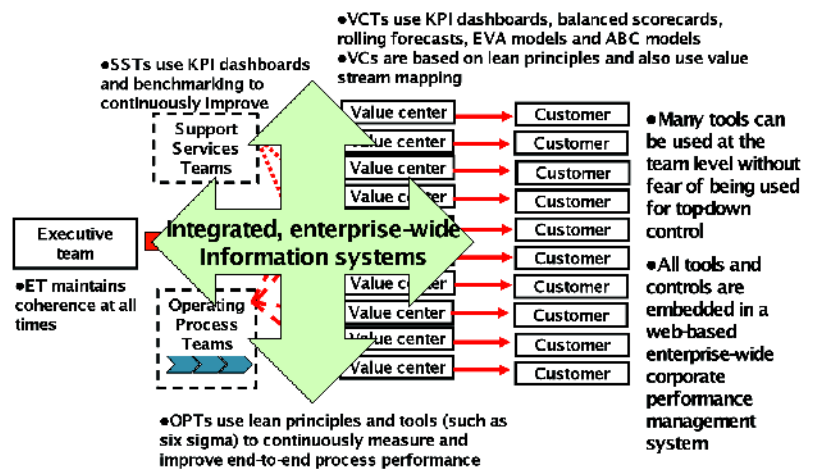 ●VCTs use KPI dashboards, balanced scorecards,
rolling forecasts, EVA models and ABC models
●VCs are based on lean principles and also use value
stream mapping
●SSTs use KPI dashboards
and benchmarking to
continuously improve
Support
Services
Teams
Value center
Customer
Value center
Customer
Value center
Customer
Value center
Customer
Customer
Customer
Value center
Customer
Value center
Customer
Value center
Customer
Value center
Customer
●Many tools can
be used at the
team level without
fear of being used
for top-down
control
Executive
team
Integrated, enterprise-wide
Information systems
●ET maintains
coherence at all
times
Operating
Process
Teams
●All tools and
controls are
embedded in a
web-based
enterprise-wide
corporate
performance
management
system
●OPTs use lean principles and tools (such as
six sigma) to continuously measure and
improve end-to-end process performance